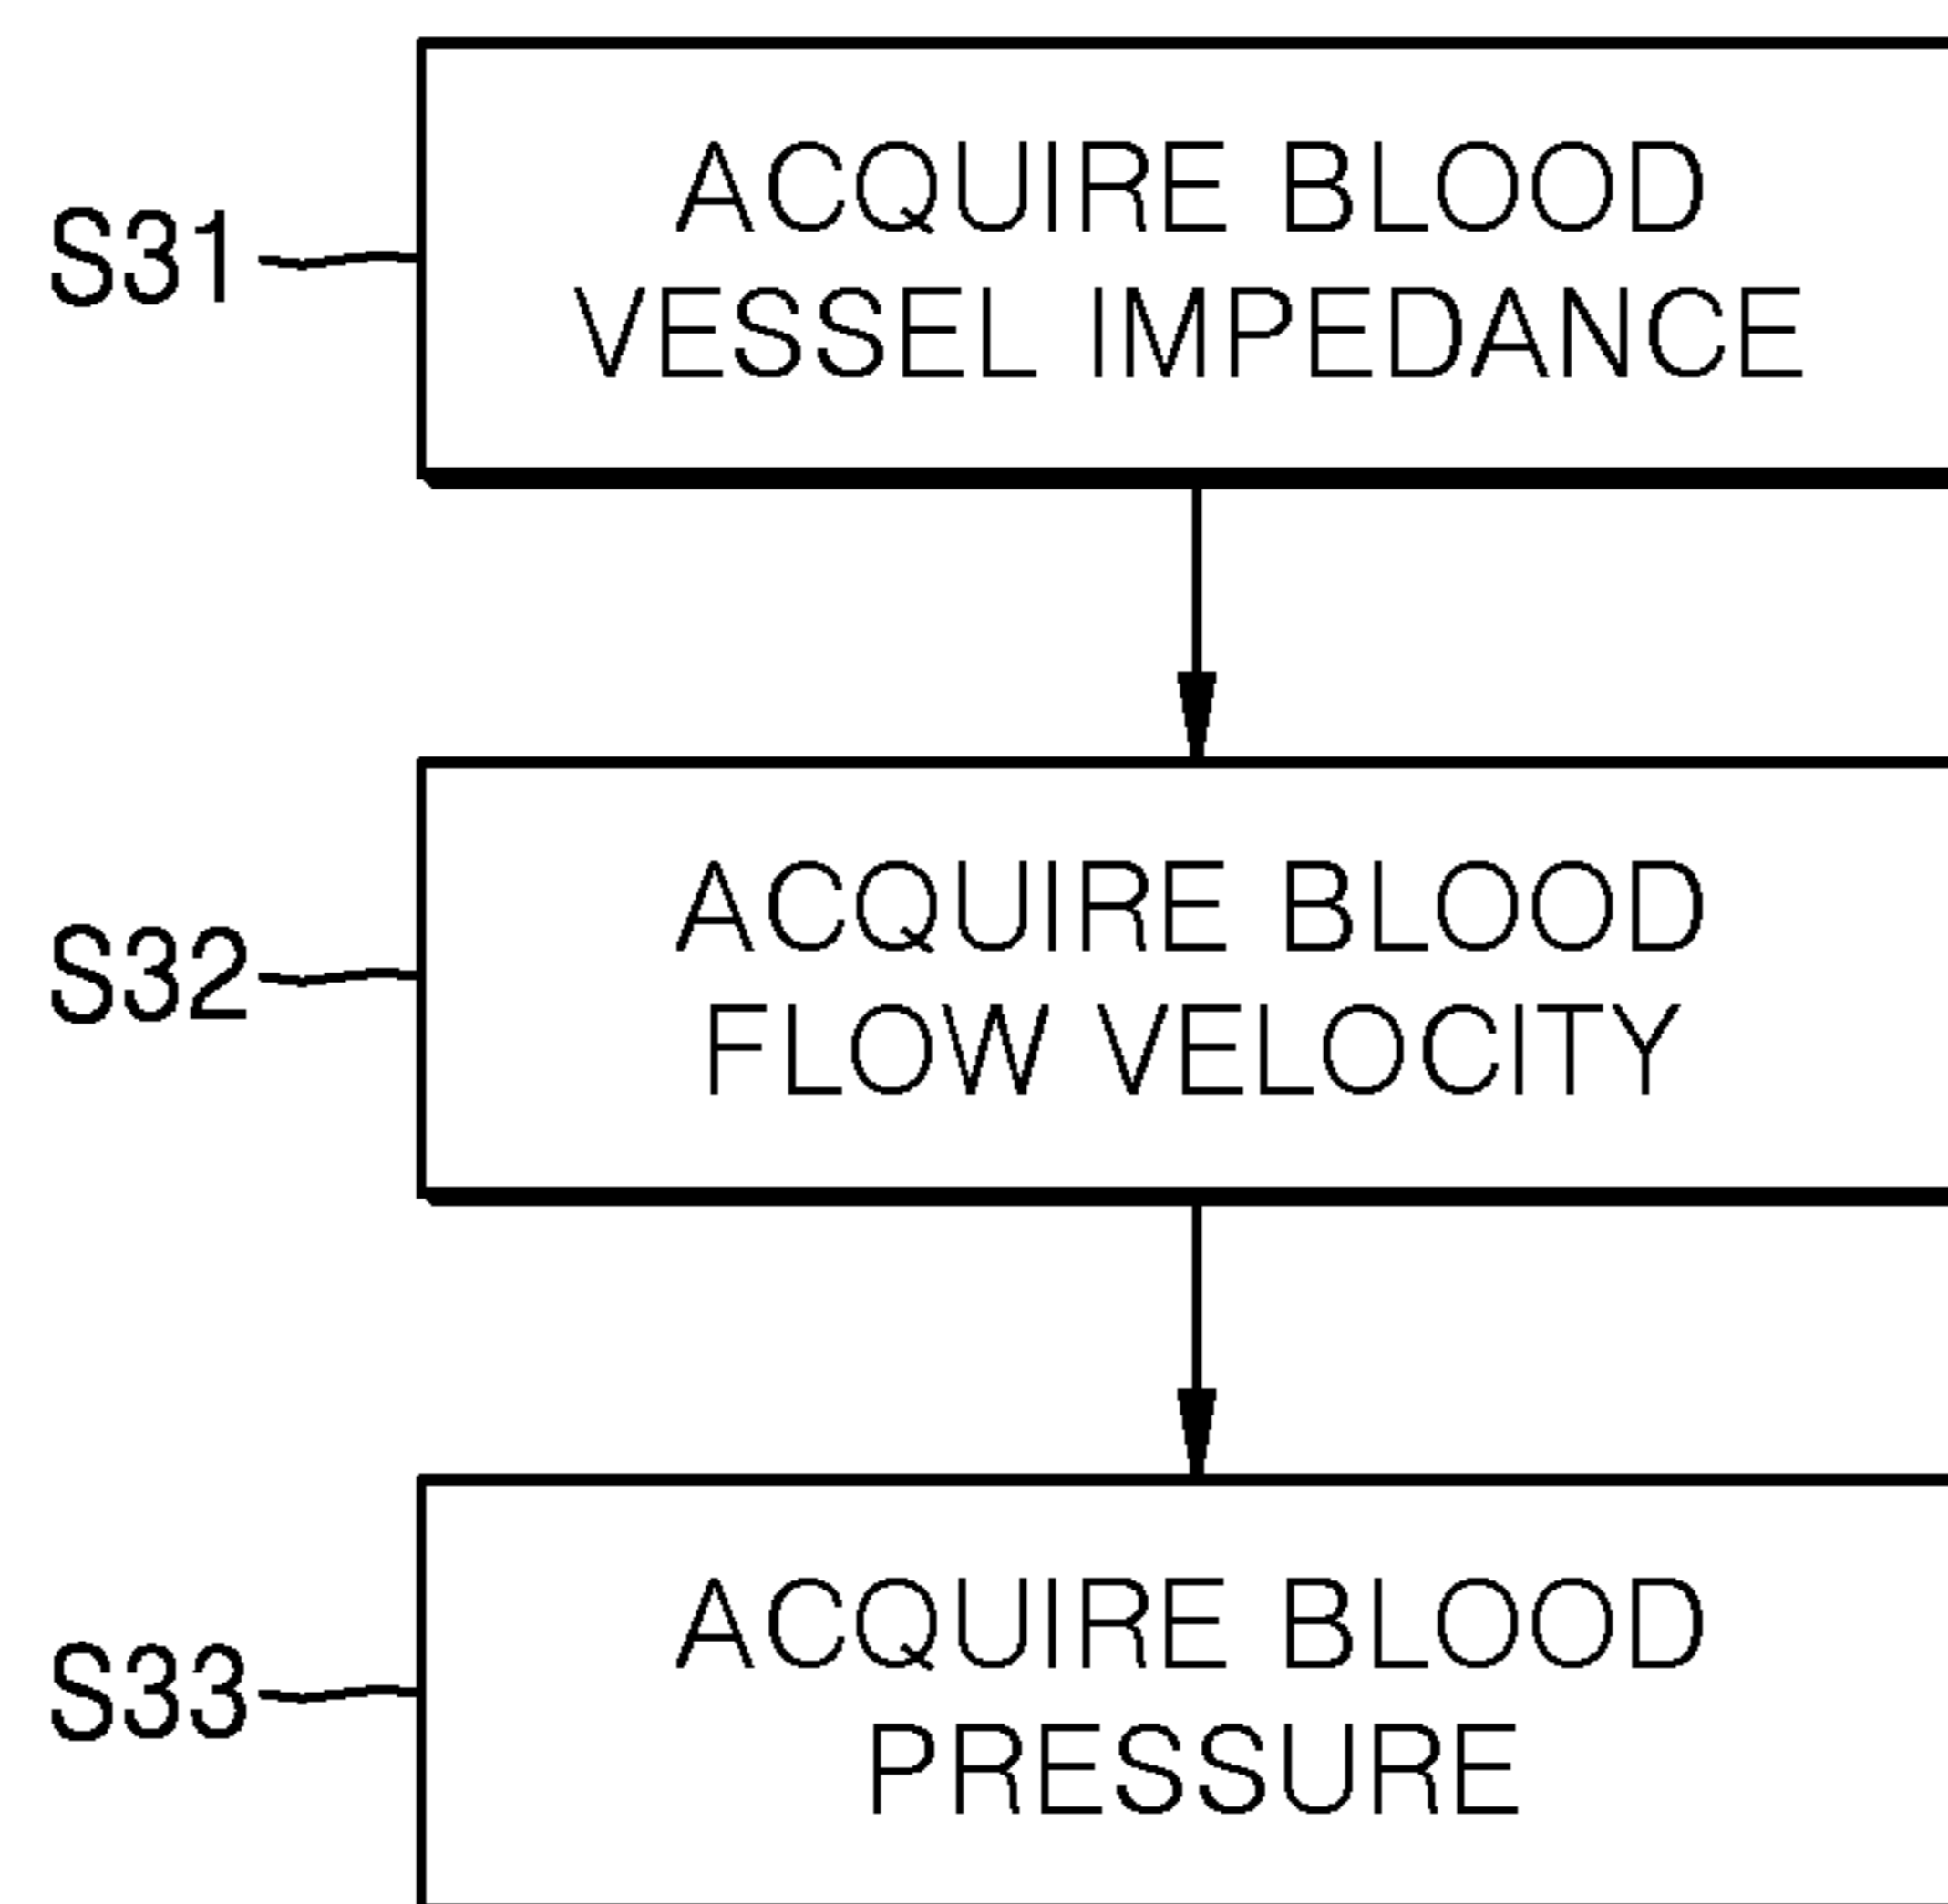 ACQUIRE BLOOD
S31
VESSEL IMPEDANCE
ACQUIRE BLOOD
S32
FLOW VELOCITY
ACQUIRE BLOOD
S33
PRESSURE